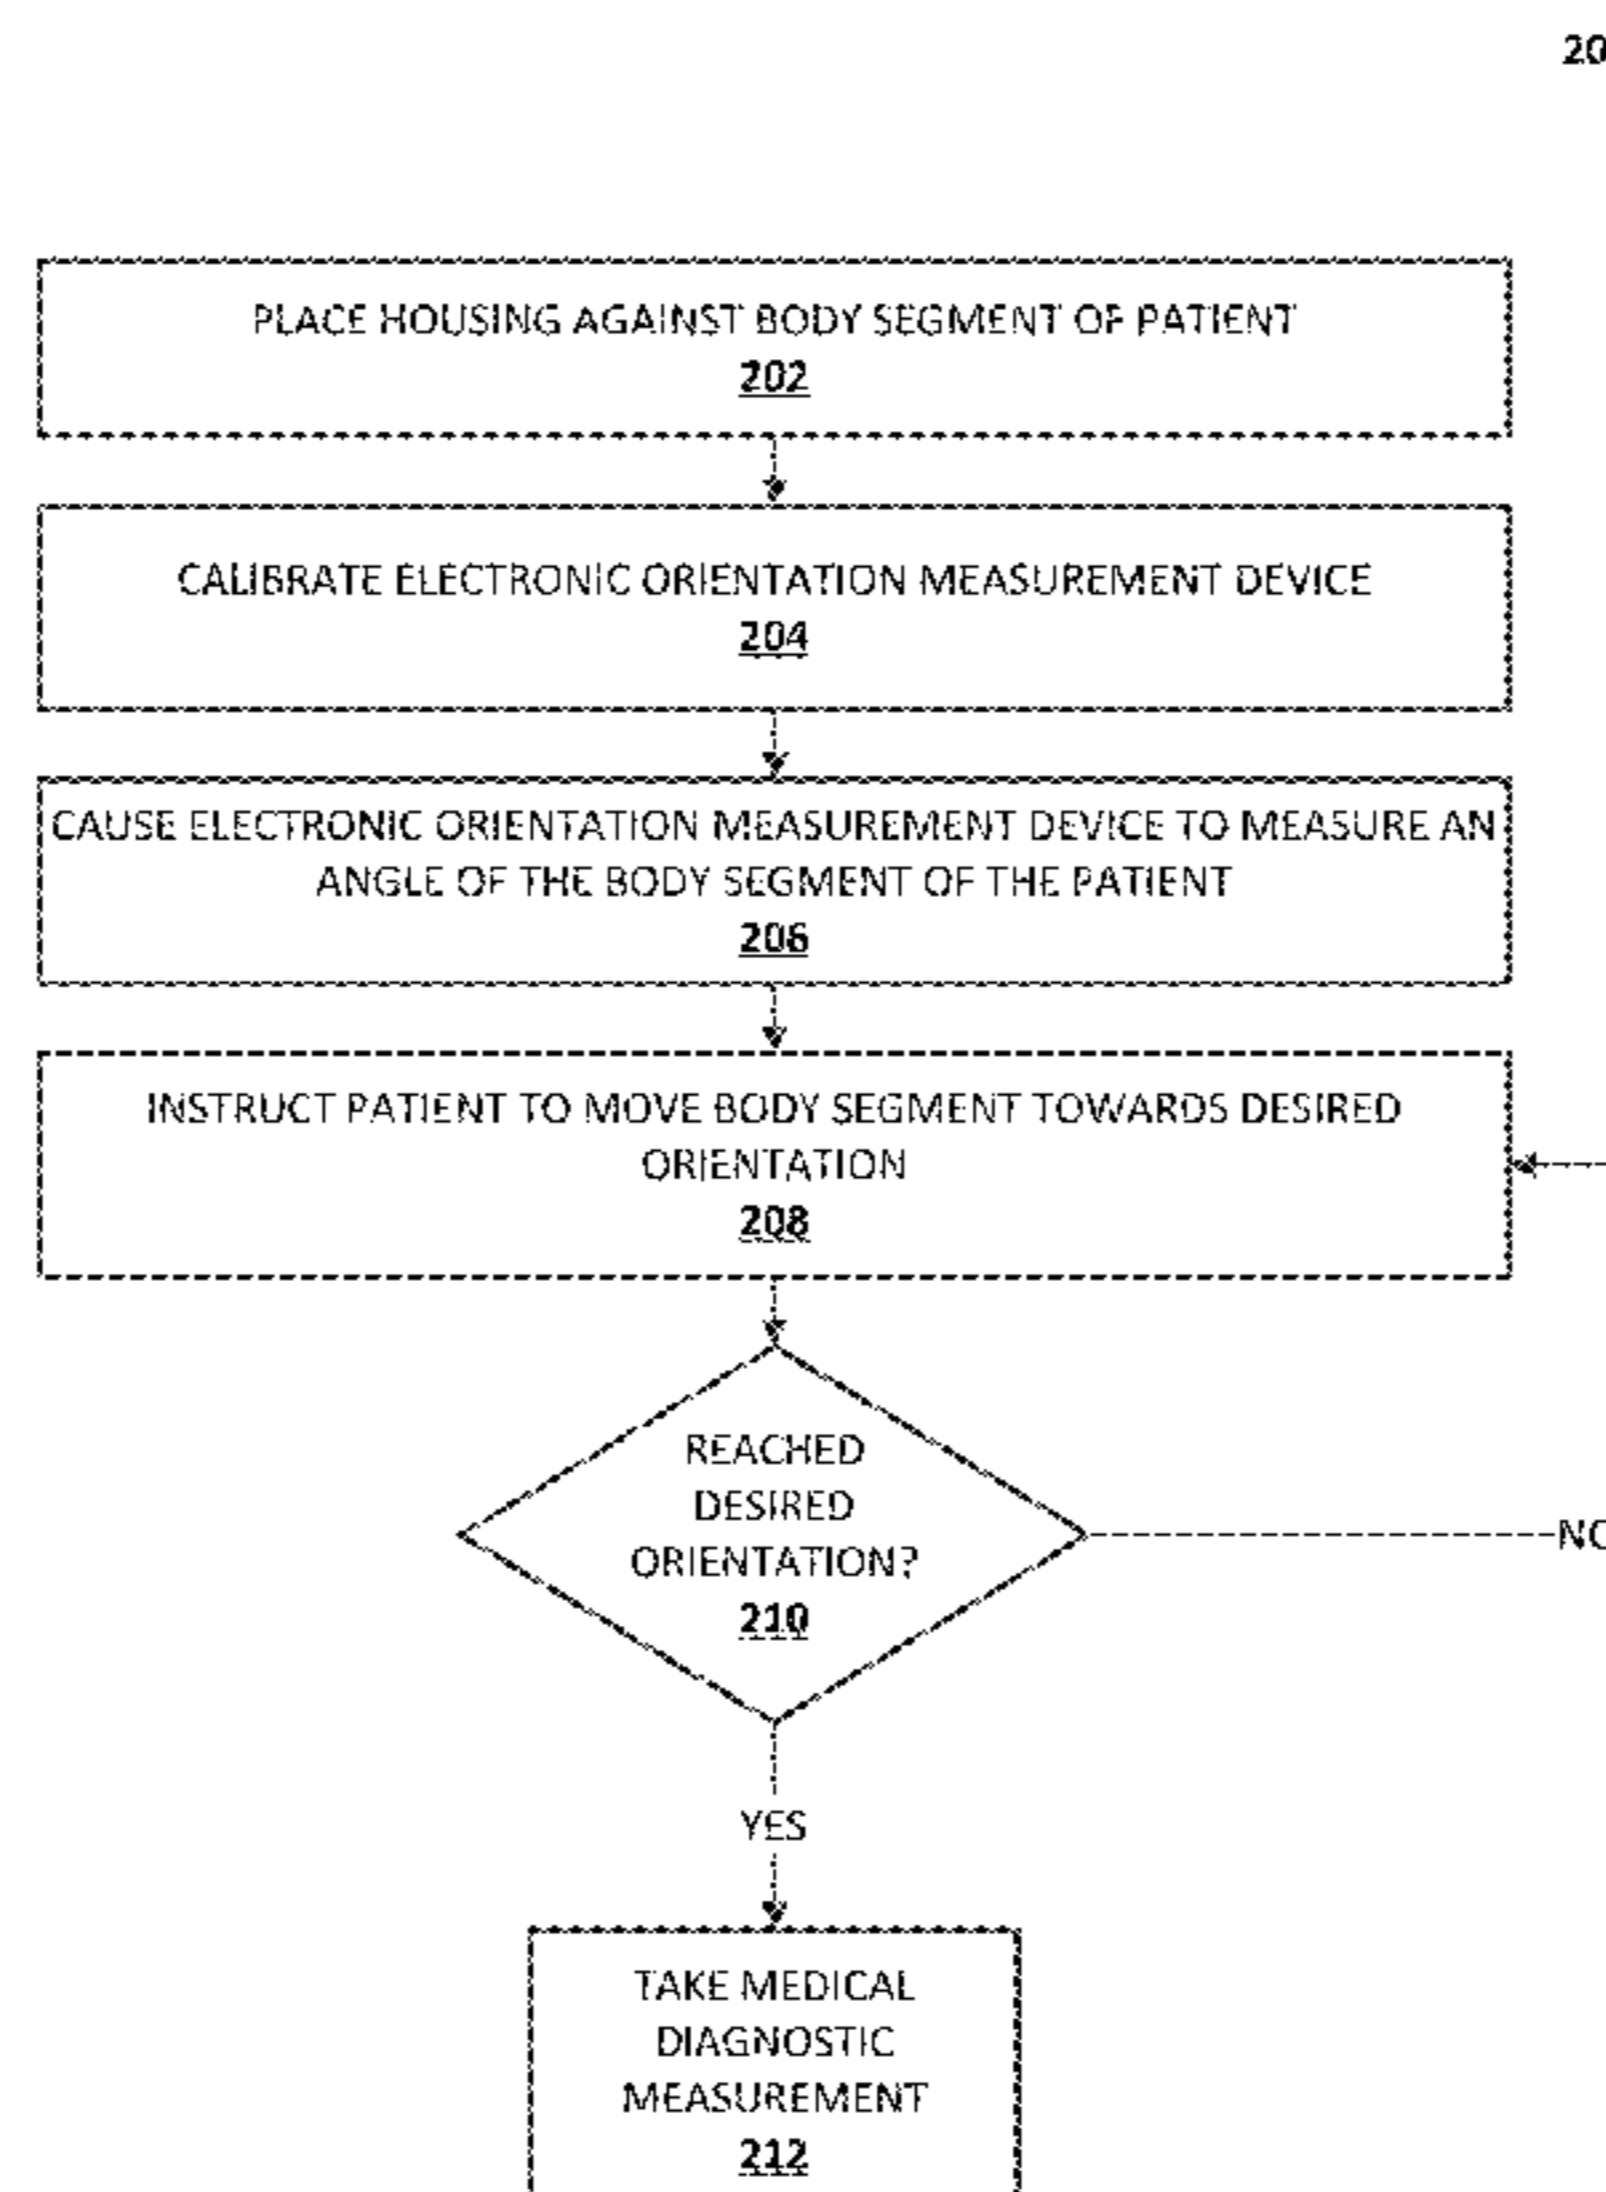 20
PLACE HOUSING AGAINST BODY SEGMENT OF PATIENT
202
CALIBRATE ELECTRONIC ORIENTATION MEASUREMENT DEVICE
204
CAUSE ELECTRONIC ORIENTATION MEASUREMENT DEVICE TO MEASURE AN
ANGLE OF THE BODY SEGMENT OF THE PATIENT
206
INSTRUCT PATIENT TO MOVE BODY SEGMENT TOWARDS DESIRED
ORIENTATION
208
REACHED
DESIRED
ORIENTATION?
210
NO
YES
TAKE MEDICAL
DIAGNOSTIC
MEASUREMENT
212